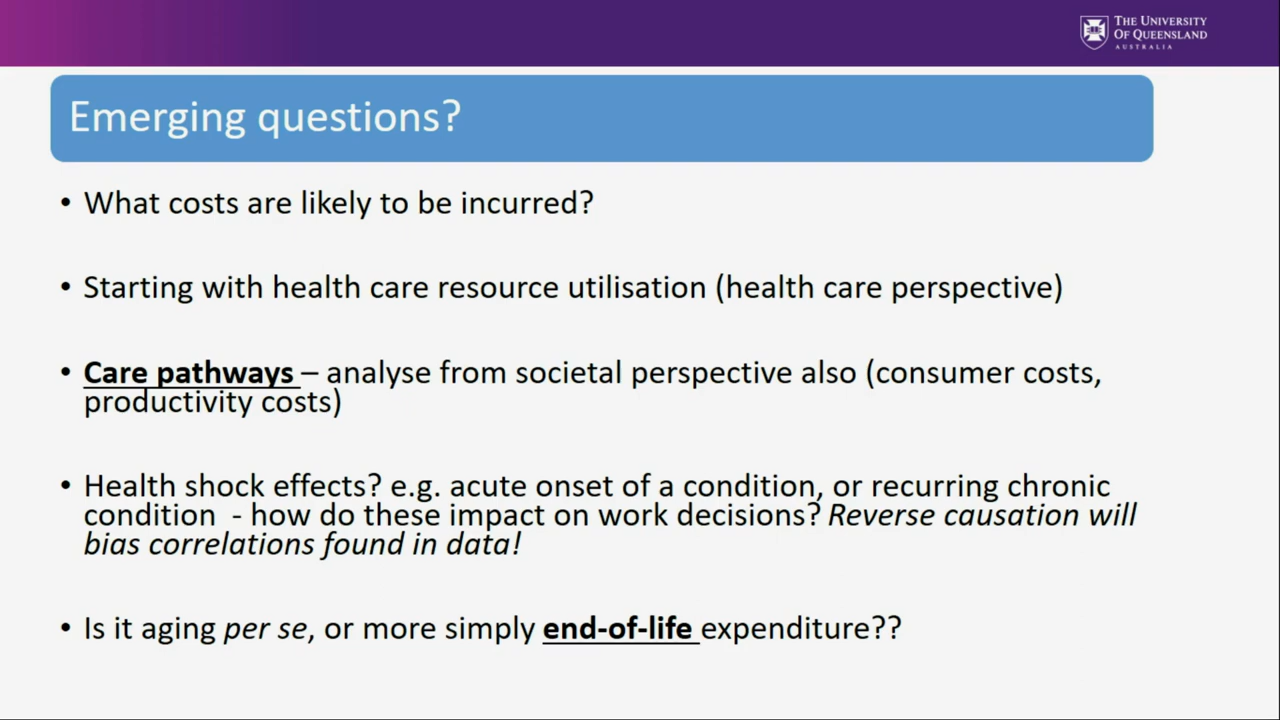 THE UNIVERSITY
OF QUEENSLAND
AUSTRALIA
Emerging questions?
• What costs are likely to be incurred?
• Starting with health care resource utilisation (health care perspective)
• Care pathways – analyse from societal perspective also (consumer costs,
productivity costs)
• Health shock effects? e.g. acute onset of a condition, or recurring chronic
condition  - how do these impact on work decisions? Reverse causation will
bias correlations found in data!
• Is it aging per se, or more simply end-of-life expenditure??